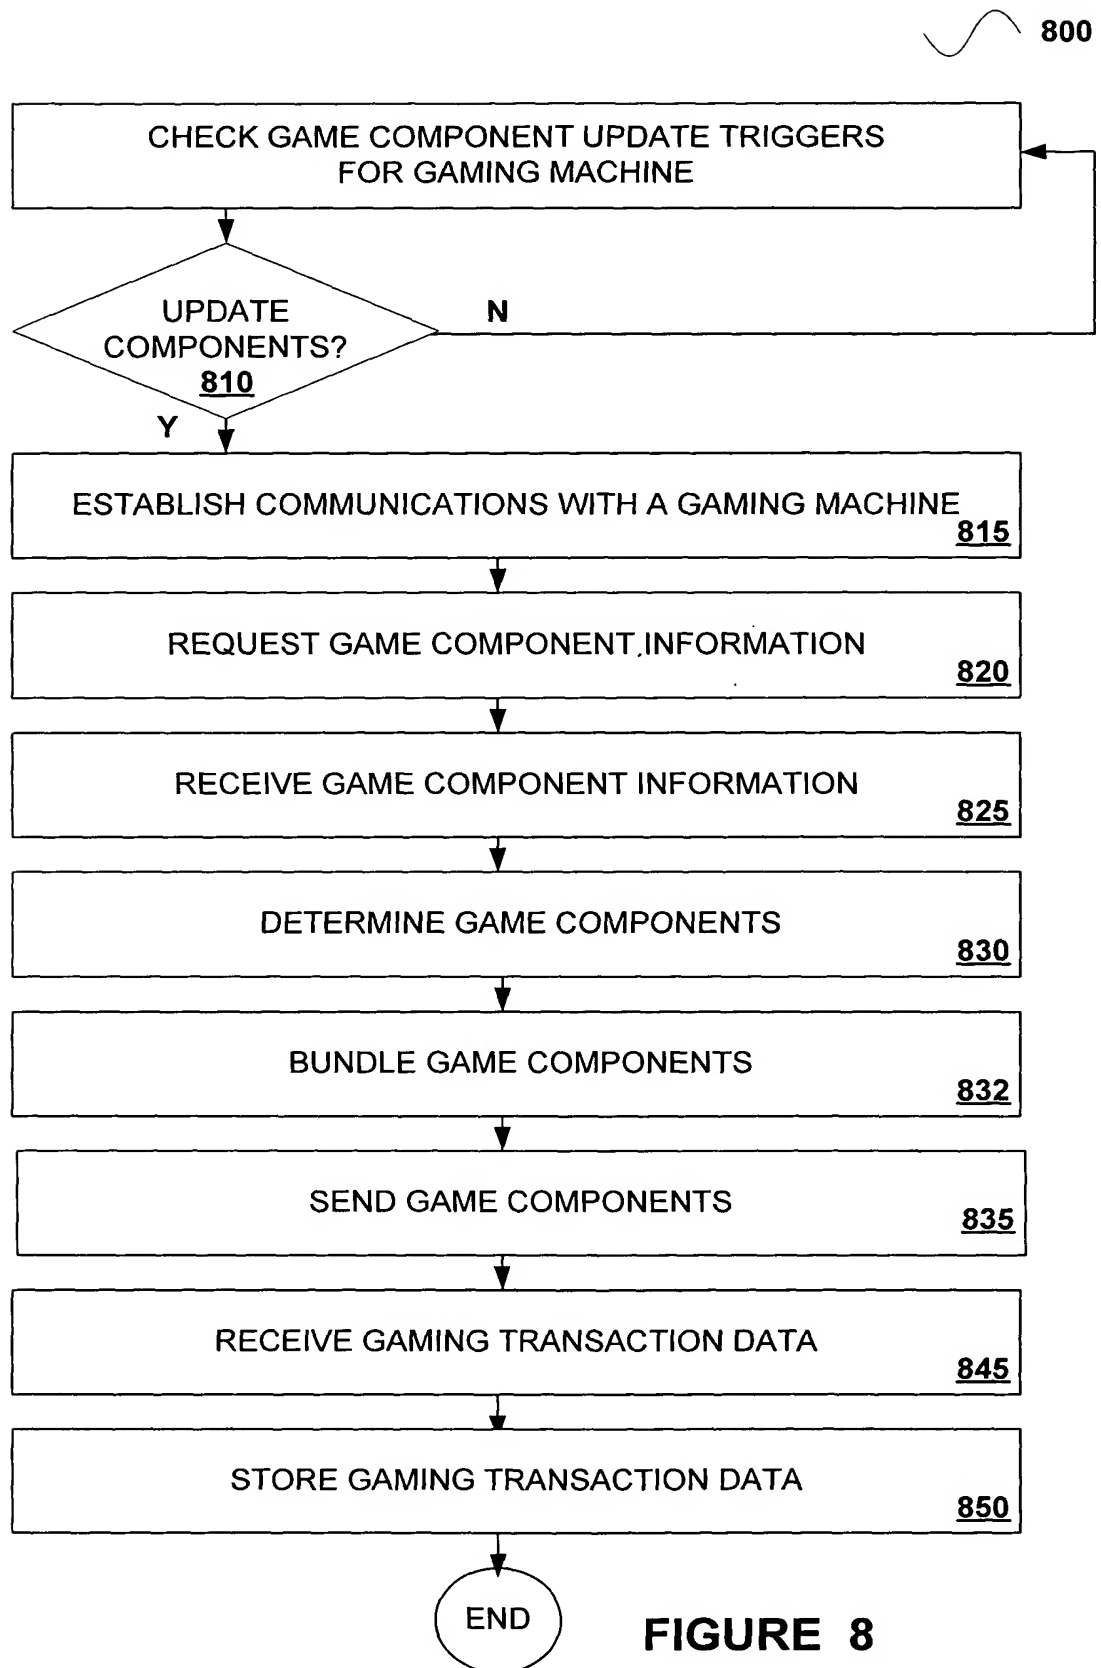 800
CHECK GAME COMPONENT UPDATE TRIGGERS
FOR GAMING MACHINE
UPDATE
COMPONENTS?
810
N
Y
ESTABLISH COMMUNICATIONS WITH A GAMING MACHINE
815
REQUEST GAME COMPONENT INFORMATION
820
RECEIVE GAME COMPONENT INFORMATION
825
DETERMINE GAME COMPONENTS
830
BUNDLE GAME COMPONENTS
832
SEND GAME COMPONENTS
835
RECEIVE GAMING TRANSACTION DATA
845
STORE GAMING TRANSACTION DATA
850
END
FIGURE 8